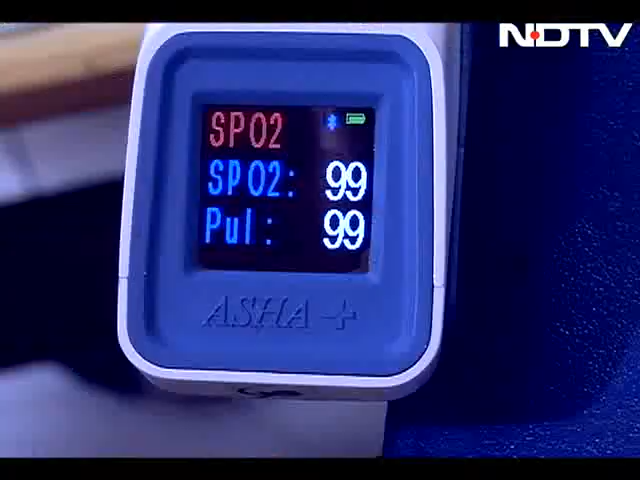 NDTV
SPO2
SPO2: 99
Pul: 99
ASHA+